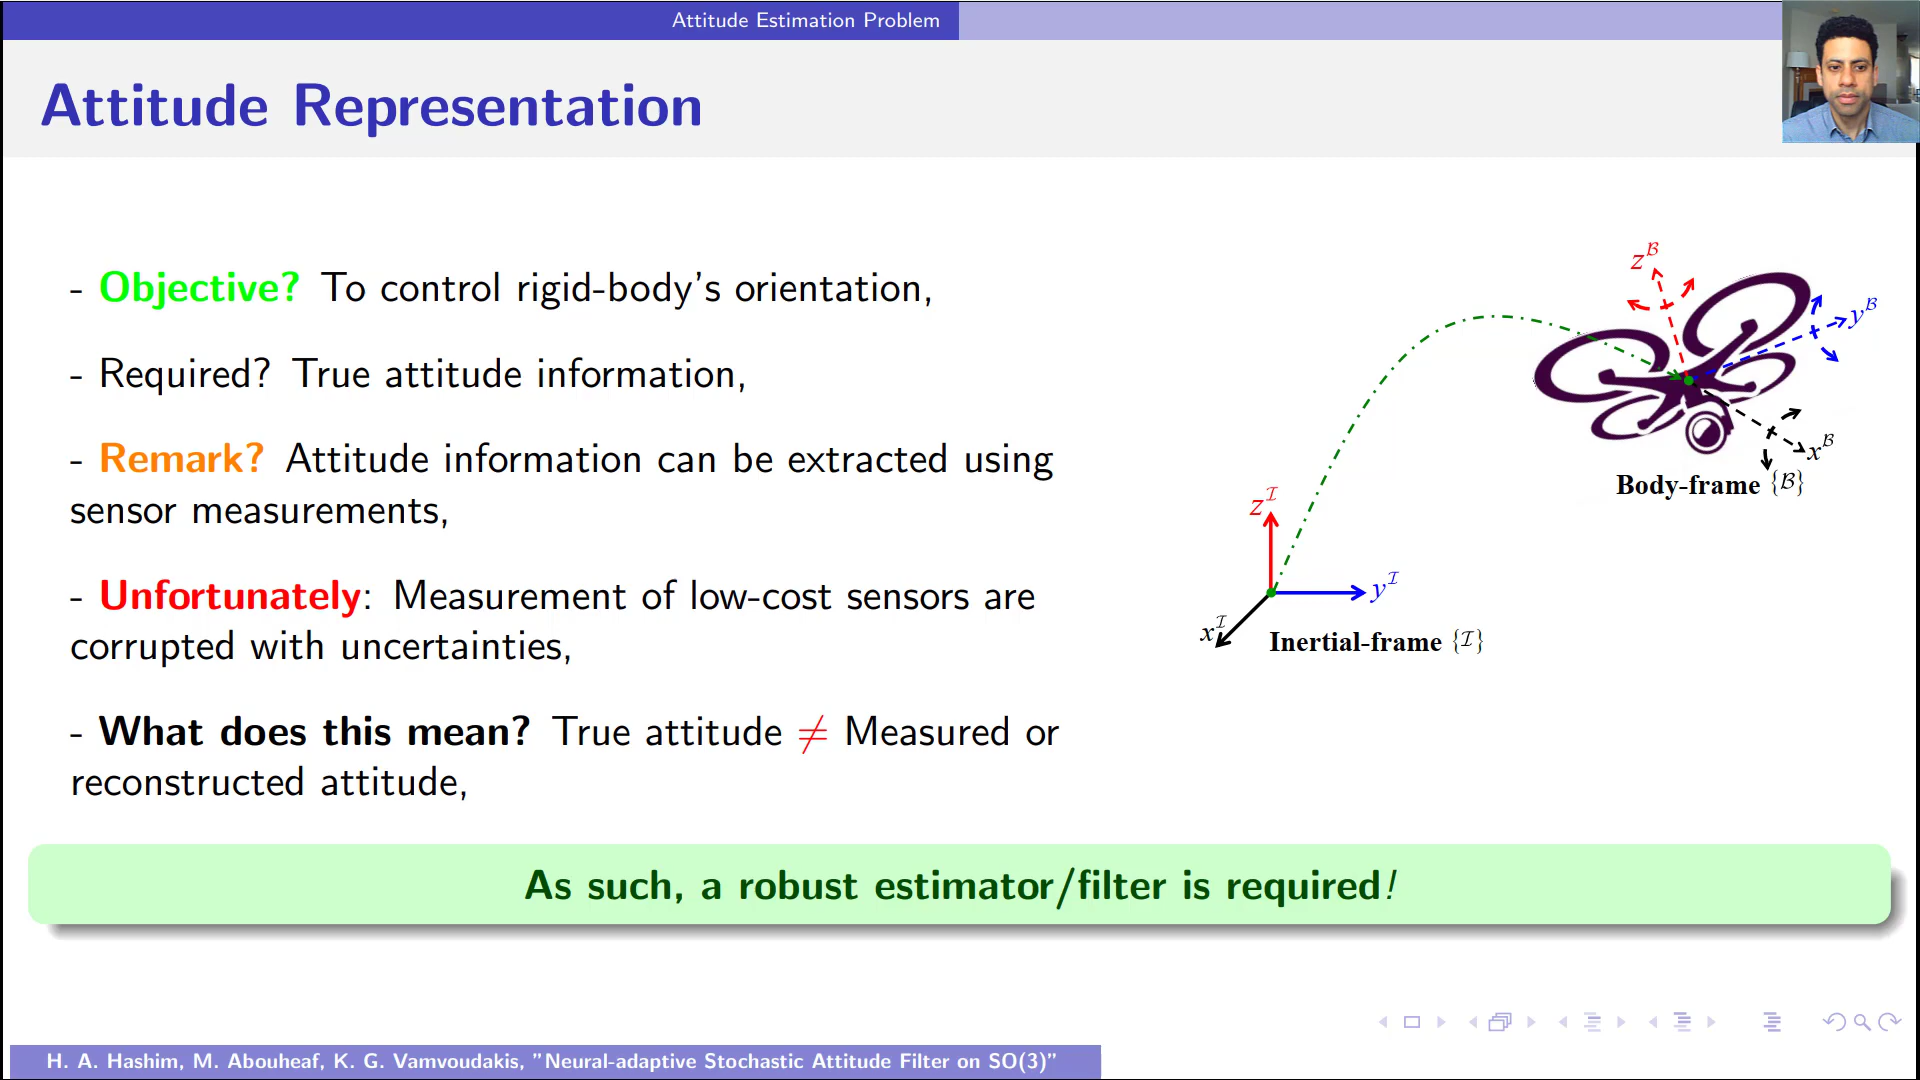 Attitude Estimation Problem
Attitude Representation
- Objective? To control rigid-body's orientation,
- Required? True attitude information,
- Remark? Attitude information can be extracted using
sensor measurements,
- Unfortunately: Measurement of low-cost sensors are
corrupted with uncertainties,
- What does this mean? True attitude ≠ Measured or
reconstructed attitude,
z^𝓑
y^𝓑
x^𝓑
Body-frame {𝓑}
z^𝓘
y^𝓘
x^𝓘
Inertial-frame {𝓘}
As such, a robust estimator/filter is required!
H. A. Hashim, M. Abouheaf, K. G. Vamvoudakis, "Neural-adaptive Stochastic Attitude Filter on SO(3)"